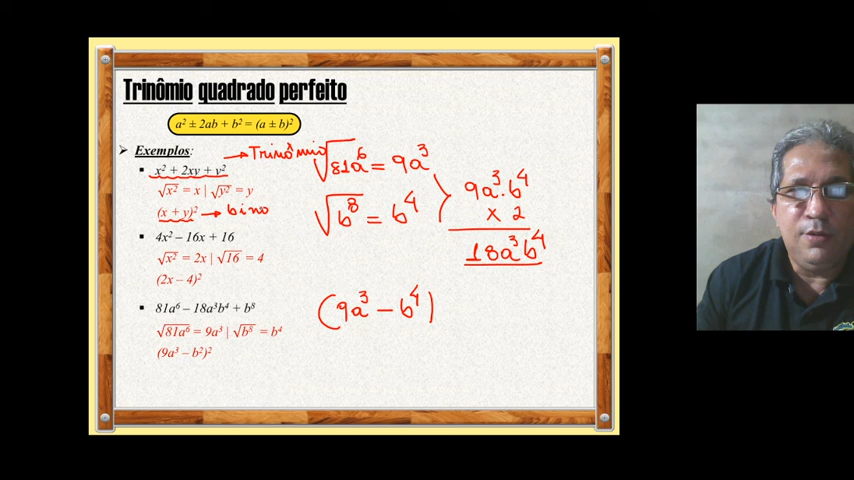 Trinômio quadrado perfeito
a² ± 2ab + b² = (a ± b)²
Exemplos:
x² + 2xy + y² → Trinômio
√x² = x | √y² = y
(x + y)² → bino
4x² – 16x + 16
√x² = 2x | √16 = 4
(2x – 4)²
81a⁶ – 18a³b⁴ + b⁸
√81a⁶ = 9a³ | √b⁸ = b⁴
(9a³ – b²)²
√81a⁶ = 9a³
√b⁸ = b⁴
9a³ · b⁴
x 2
18a³b⁴
(9a³ – b⁴)